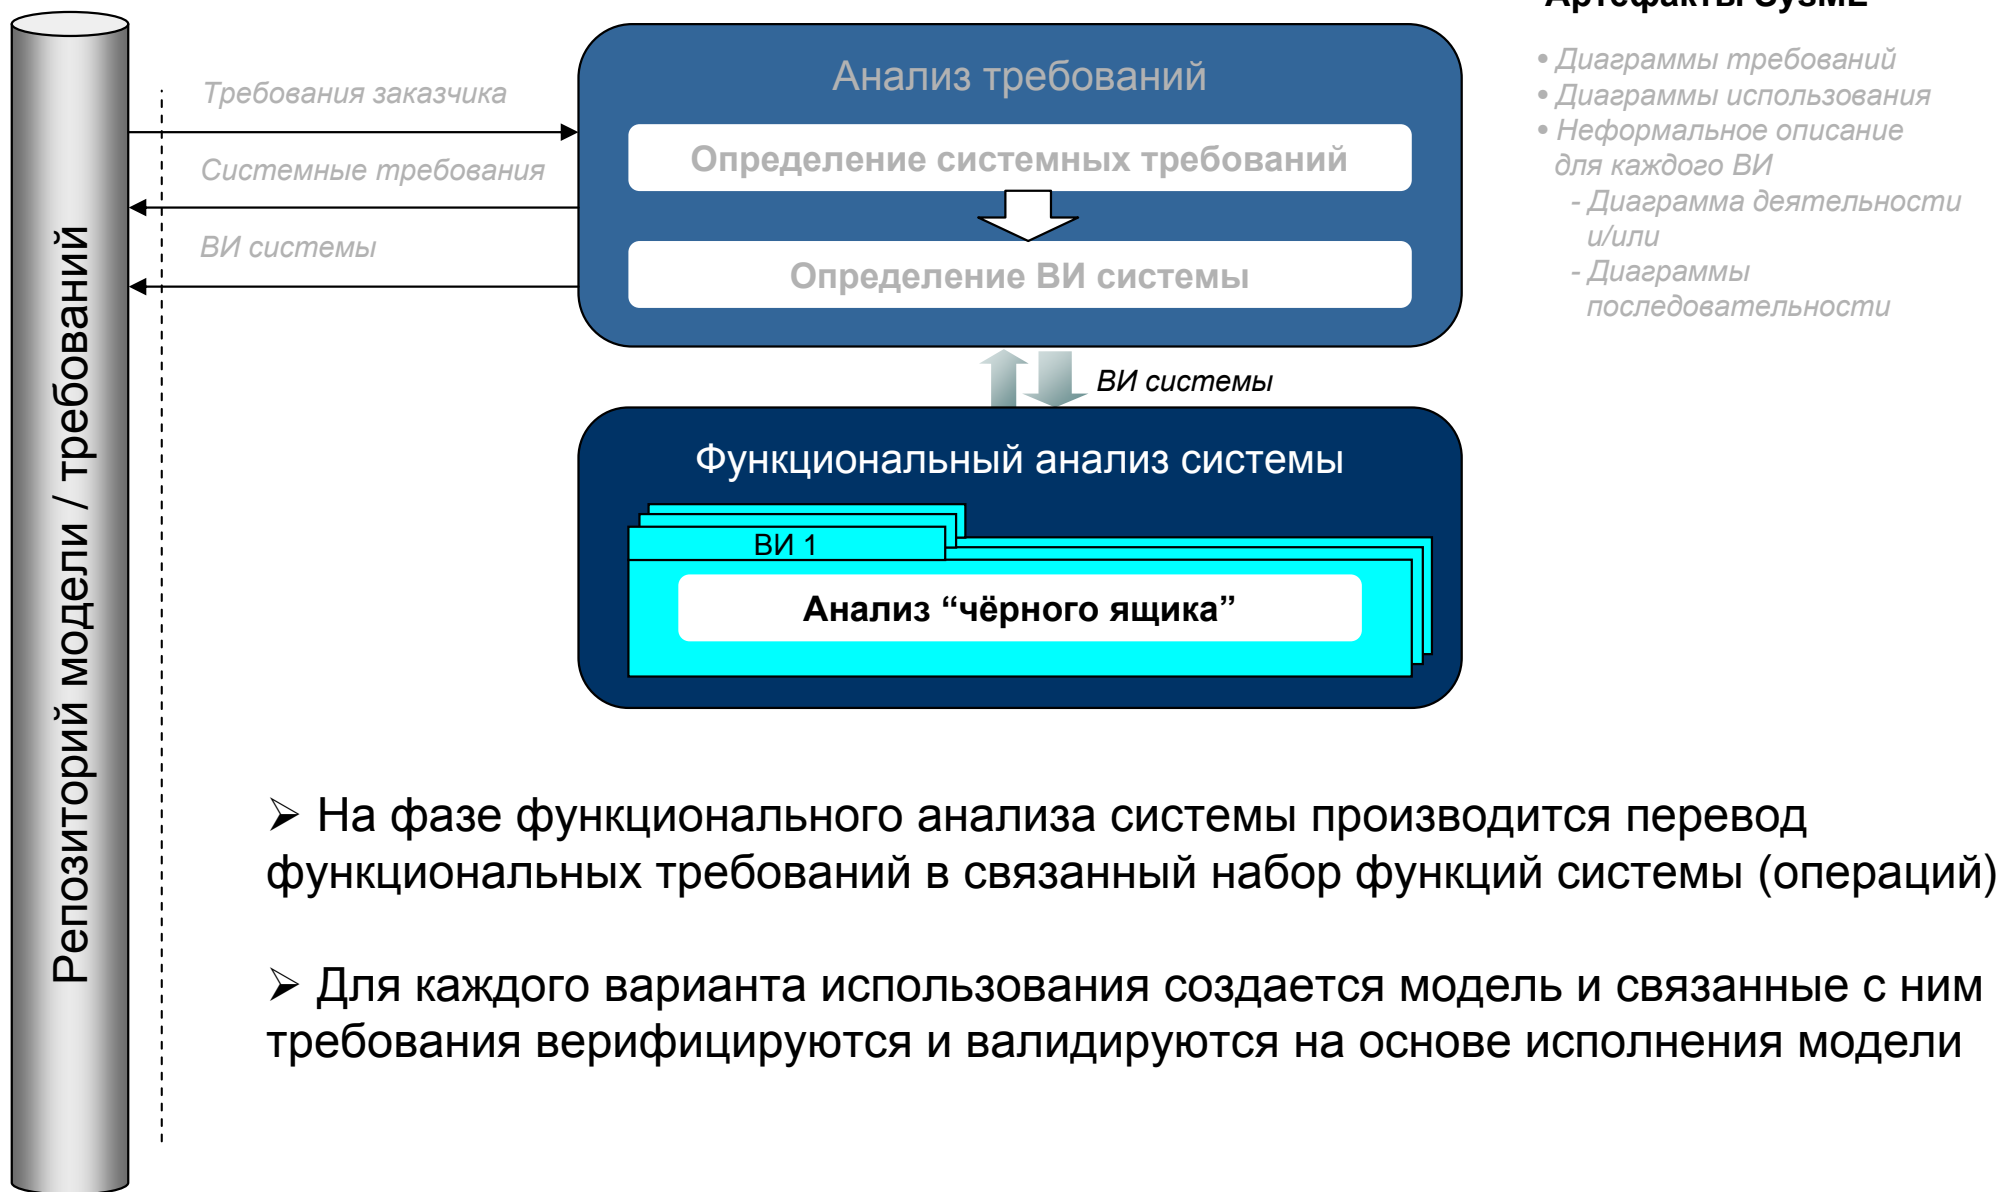 Артефакты SysML
• Диаграммы требований
• Диаграммы использования
• Неформальное описание
для каждого ВИ
- Диаграмма деятельности
и/или
- Диаграммы
последовательности
Репозиторий модели / требований
Требования заказчика
Системные требования
ВИ системы
Анализ требований
Определение системных требований
Определение ВИ системы
ВИ системы
Функциональный анализ системы
ВИ 1
Анализ “чёрного ящика”
➢ На фазе функционального анализа системы производится перевод
функциональных требований в связанный набор функций системы (операций)
➢ Для каждого варианта использования создается модель и связанные с ним
требования верифицируются и валидируются на основе исполнения модели